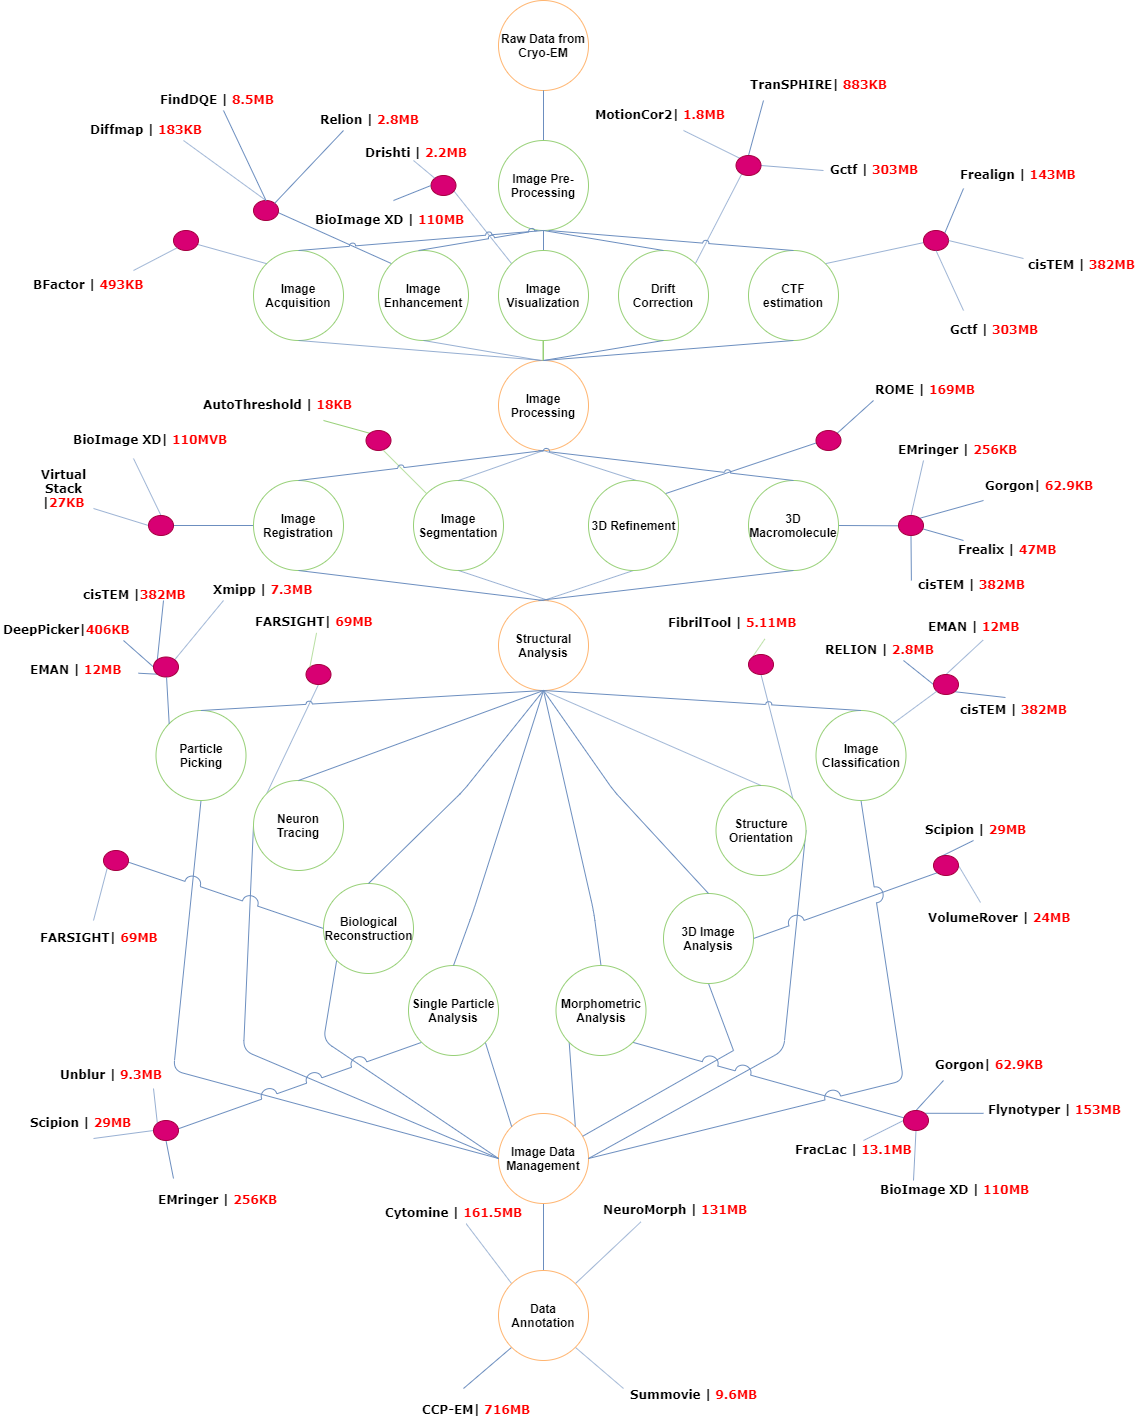 Raw Data from
Cryo-EM
TranSPHIRE| 883KB
FindDQE | 8.5MB
MotionCor2| 1.8MB
Relion | 2.8MB
Diffmap | 183KB
Drishti | 2.2MB
Gctf | 303MB
Frealign | 143MB
Image Pre-
Processing
BioImage XD | 110MB
cisTEM | 382MB
BFactor | 493KB
Image
Acquisition
Image
Enhancement
Image
Visualization
Drift
Correction
CTF
estimation
Gctf | 303MB
ROME | 169MB
AutoThreshold | 18KB
Image
Processing
BioImage XD| 110MVB
EMringer | 256KB
Virtual
Stack
|27KB
Gorgon| 62.9KB
Image
Registration
Image
Segmentation
3D Refinement
3D
Macromolecule
Frealix | 47MB
cisTEM | 382MB
Xmipp | 7.3MB
cisTEM |382MB
FARSIGHT| 69MB
FibrilTool | 5.11MB
DeepPicker|406KB
EMAN | 12MB
Structural
Analysis
RELION | 2.8MB
EMAN | 12MB
cisTEM | 382MB
Particle
Picking
Image
Classification
Neuron
Tracing
Structure
Orientation
Scipion | 29MB
Biological
Reconstruction
3D Image
Analysis
VolumeRover | 24MB
FARSIGHT| 69MB
Single Particle
Analysis
Morphometric
Analysis
Unblur | 9.3MB
Gorgon| 62.9KB
Scipion | 29MB
Flynotyper | 153MB
Image Data
Management
FracLac | 13.1MB
EMringer | 256KB
BioImage XD | 110MB
Cytomine | 161.5MB
NeuroMorph | 131MB
Data
Annotation
CCP-EM| 716MB
Summovie | 9.6MB